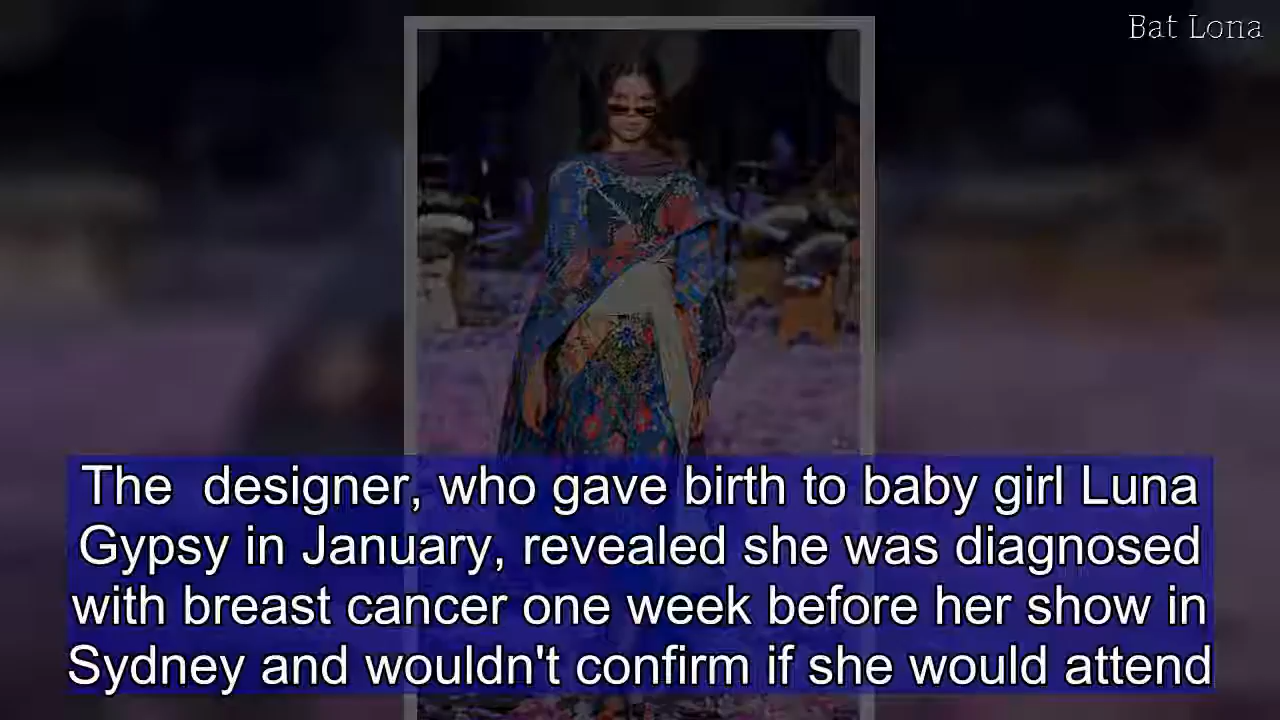 Bat Lona
The  designer, who gave birth to baby girl Luna
Gypsy in January, revealed she was diagnosed
with breast cancer one week before her show in
Sydney and wouldn't confirm if she would attend